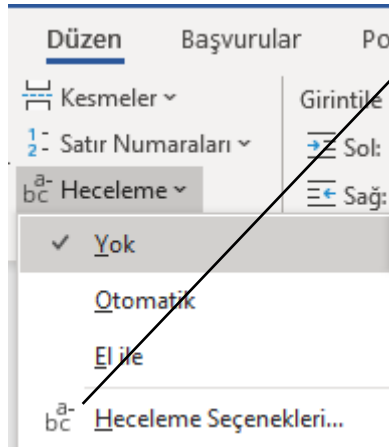 Düzen Başvurular Po
Kesmeler Girintile
Satır Numaraları Sol:
Heceleme Sağ:
Yok
Otomatik
El ile
Heceleme Seçenekleri...